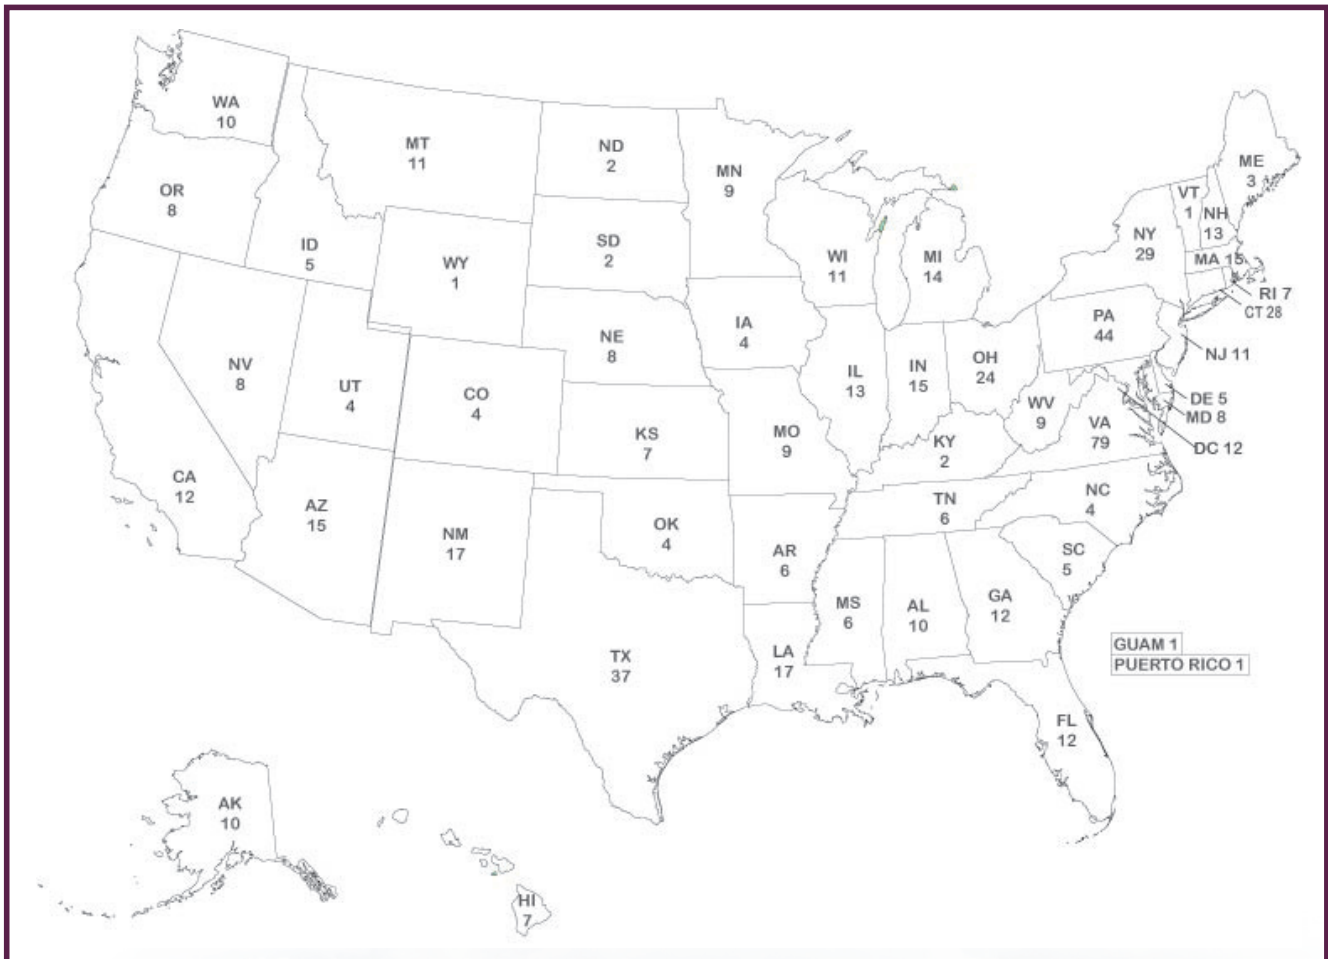 WA
10
MT
11
ND
2
MN
9
OR
8
ID
5
WY
1
SD
2
WI
11
MI
14
ME
3
VT
1
NH
13
NY
29
MA 15
RI 7
CT 28
NV
8
UT
4
CO
4
NE
8
IA
4
IL
13
IN
15
OH
24
PA
44
NJ 11
DE 5
MD 8
DC 12
WV
9
VA
79
KY
2
KS
7
MO
9
CA
12
AZ
15
NM
17
OK
4
AR
6
TN
6
NC
4
SC
5
MS
6
AL
10
GA
12
TX
37
LA
17
FL
12
GUAM 1
PUERTO RICO 1
AK
10
HI
7